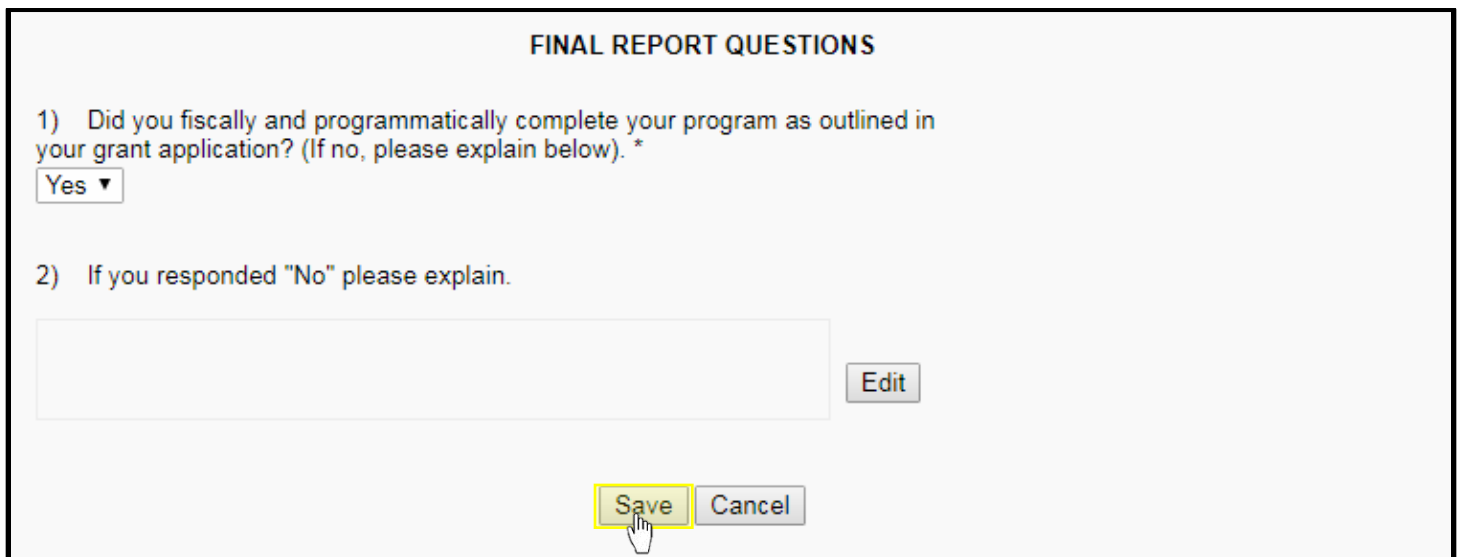 FINAL REPORT QUESTIONS
1) Did you fiscally and programmatically complete your program as outlined in
your grant application? (If no, please explain below). *
Yes ▼
2) If you responded "No" please explain.
Edit
Save Cancel